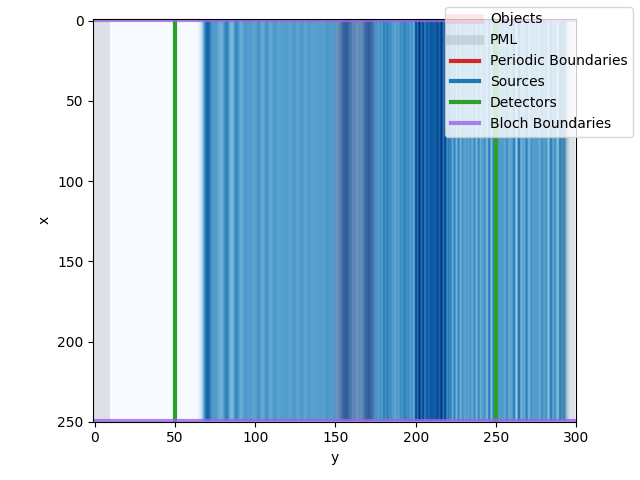 Objects
PML
Periodic Boundaries
Sources
Detectors
Bloch Boundaries
0
50
100
150
200
250
x
0 50 100 150 200 250 300
y